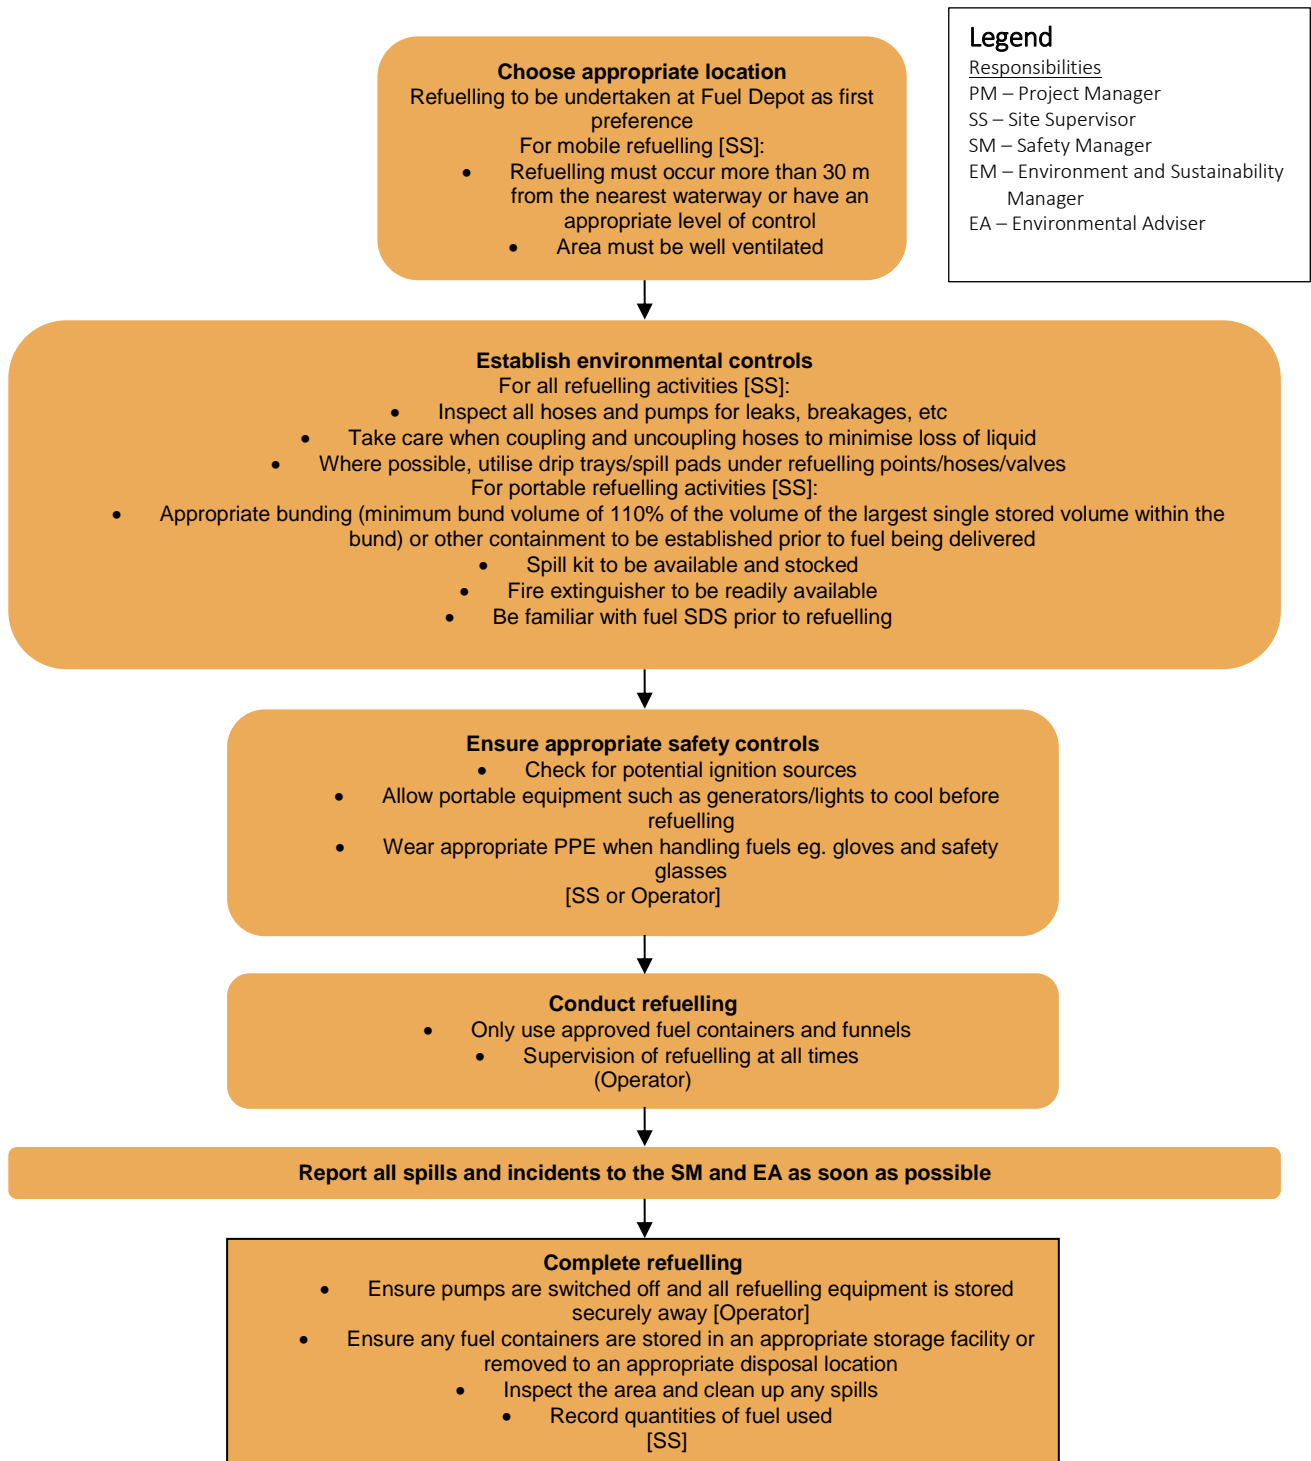 Legend
Responsibilities
PM – Project Manager
SS – Site Supervisor
SM – Safety Manager
EM – Environment and Sustainability
Manager
EA – Environmental Adviser
Choose appropriate location
Refuelling to be undertaken at Fuel Depot as first
preference
For mobile refuelling [SS]:
• Refuelling must occur more than 30 m
from the nearest waterway or have an
appropriate level of control
• Area must be well ventilated
Establish environmental controls
For all refuelling activities [SS]:
• Inspect all hoses and pumps for leaks, breakages, etc
• Take care when coupling and uncoupling hoses to minimise loss of liquid
• Where possible, utilise drip trays/spill pads under refuelling points/hoses/valves
For portable refuelling activities [SS]:
• Appropriate bunding (minimum bund volume of 110% of the volume of the largest single stored volume within the
bund) or other containment to be established prior to fuel being delivered
• Spill kit to be available and stocked
• Fire extinguisher to be readily available
• Be familiar with fuel SDS prior to refuelling
Ensure appropriate safety controls
• Check for potential ignition sources
• Allow portable equipment such as generators/lights to cool before
refuelling
• Wear appropriate PPE when handling fuels eg. gloves and safety
glasses
[SS or Operator]
Conduct refuelling
• Only use approved fuel containers and funnels
• Supervision of refuelling at all times
(Operator)
Report all spills and incidents to the SM and EA as soon as possible
Complete refuelling
• Ensure pumps are switched off and all refuelling equipment is stored
securely away [Operator]
• Ensure any fuel containers are stored in an appropriate storage facility or
removed to an appropriate disposal location
• Inspect the area and clean up any spills
• Record quantities of fuel used
[SS]